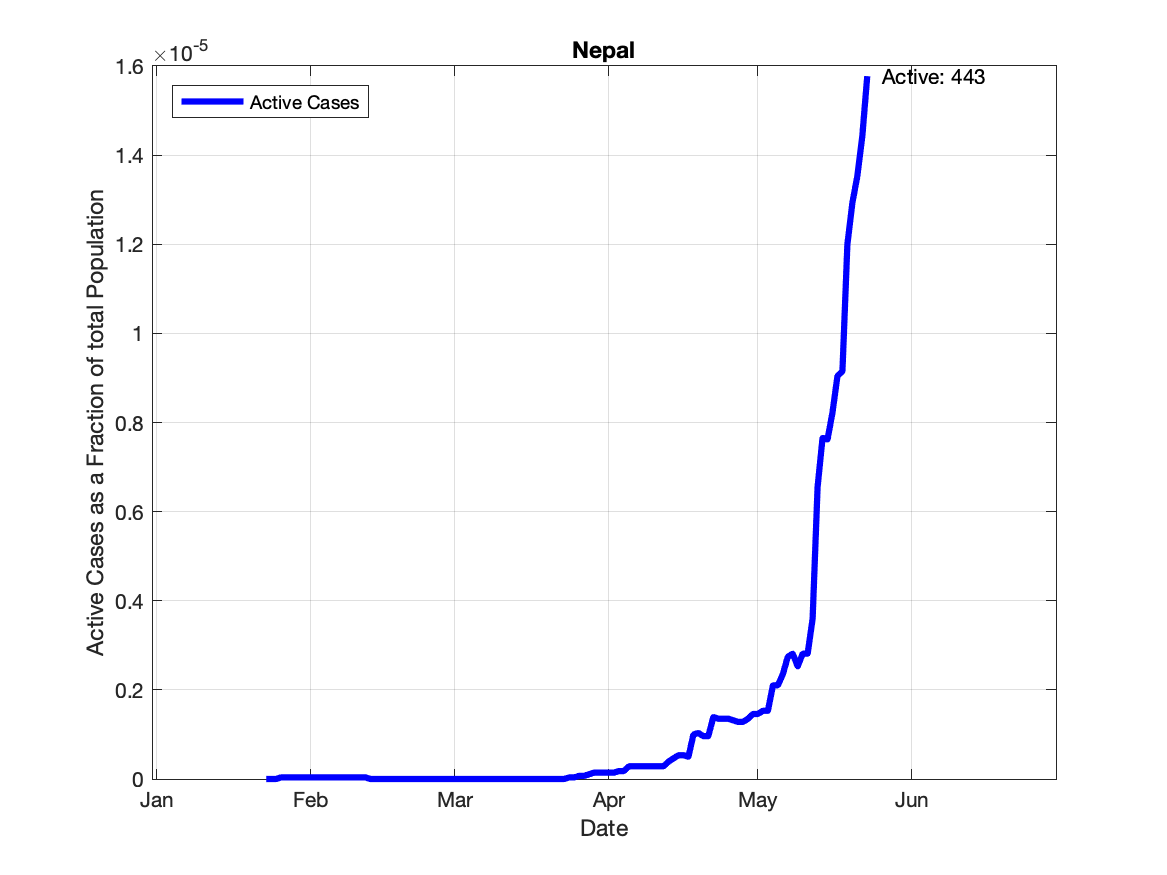 Nepal
×10-5
1.6
1.4
1.2
1
0.8
0.6
0.4
0.2
0
Active Cases as a Fraction of total Population
Active Cases
Active: 443
Jan Feb Mar Apr May Jun
Date